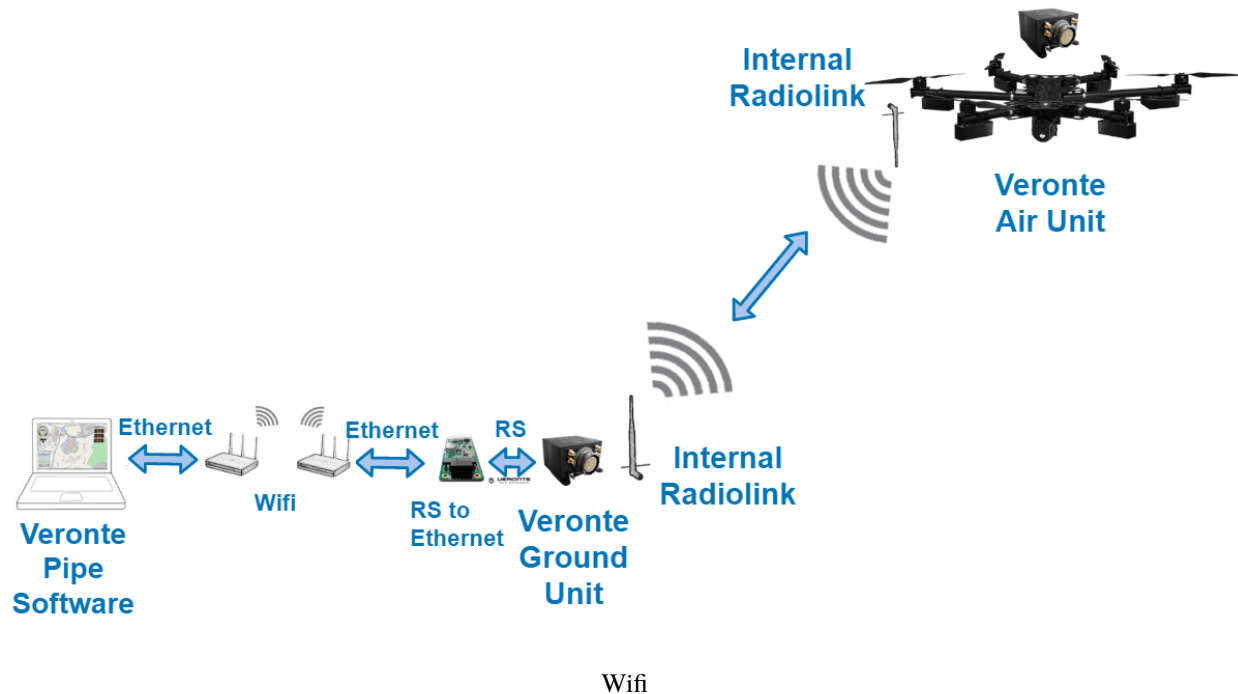 Internal
Radiolink
Veronte
Air Unit
Ethernet
Wifi
Ethernet
RS
VERONTE
RS to
Ethernet
Internal
Radiolink
Veronte
Pipe
Software
Veronte
Ground
Unit
Wifi